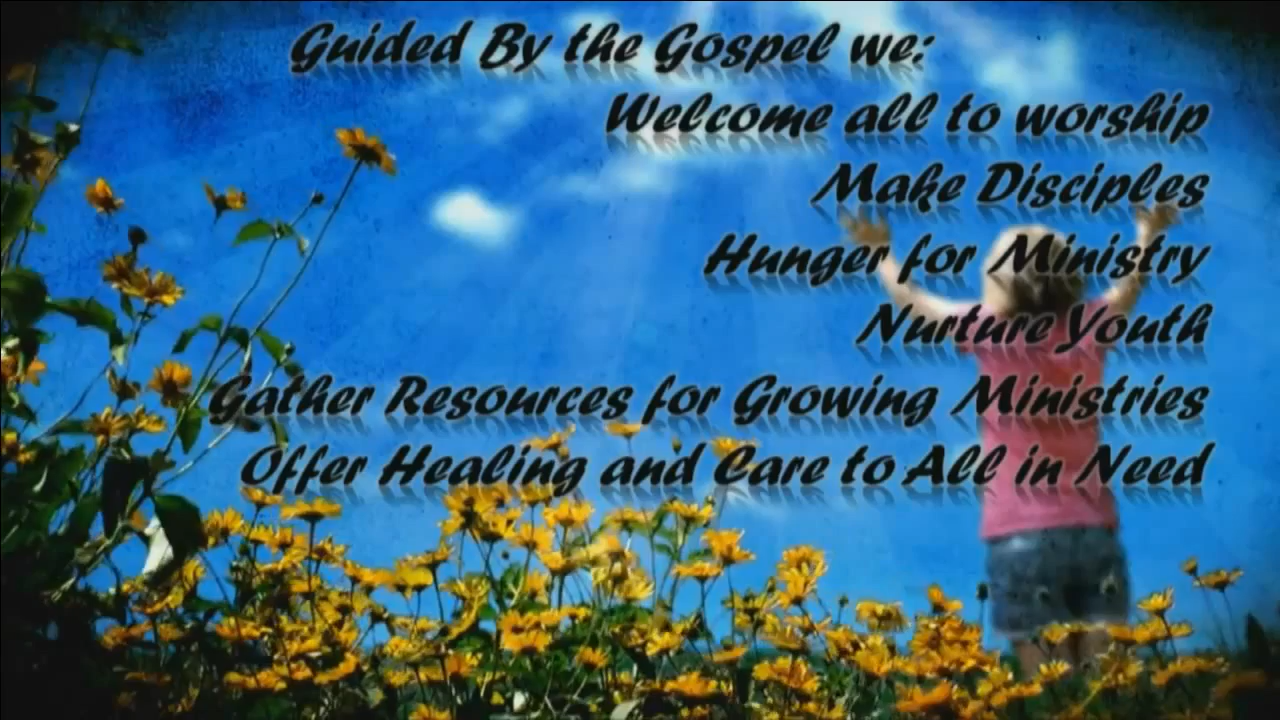 Guided By the Gospel we:
Welcome all to worship
Make Disciples
Hunger for Ministry
Nurture Youth
Gather Resources for Growing Ministries
Offer Healing and Care to All in Need